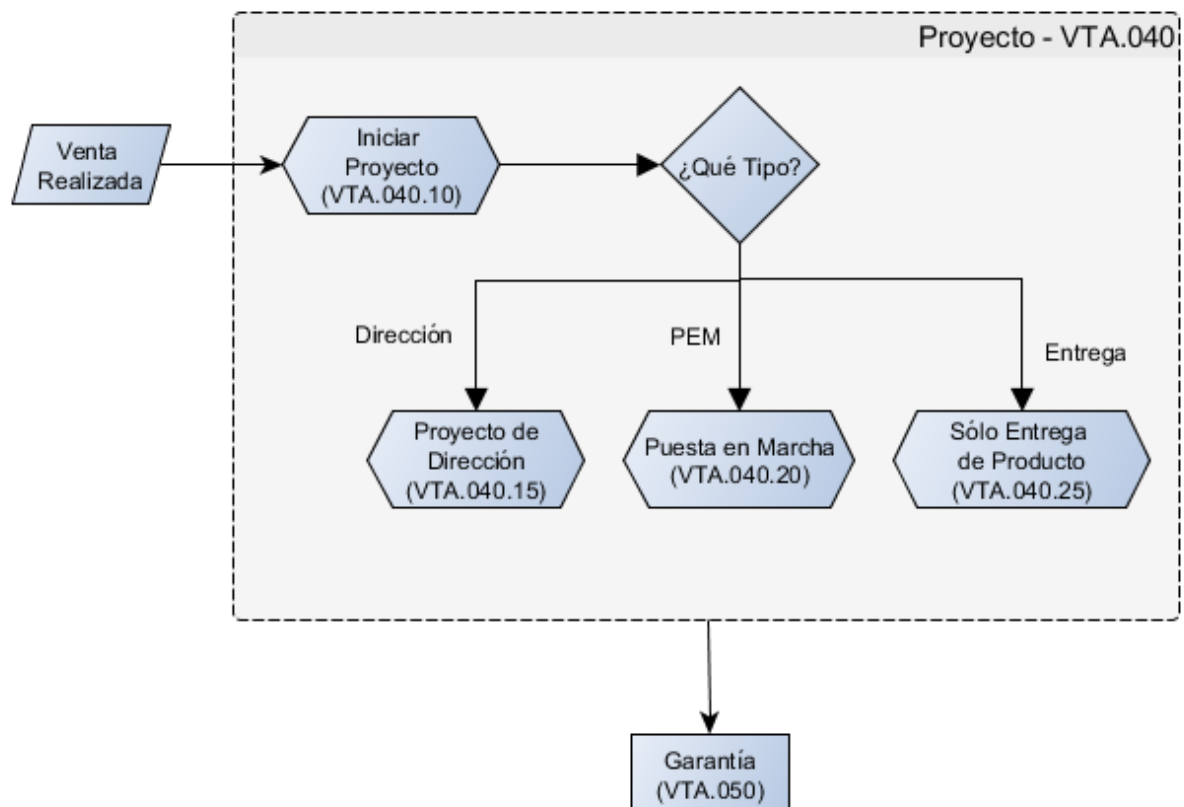 Proyecto - VTA.040
Venta
Realizada
Iniciar
Proyecto
(VTA.040.10)
¿Qué Tipo?
Dirección
PEM
Entrega
Proyecto de
Dirección
(VTA.040.15)
Puesta en Marcha
(VTA.040.20)
Sólo Entrega
de Producto
(VTA.040.25)
Garantía
(VTA.050)